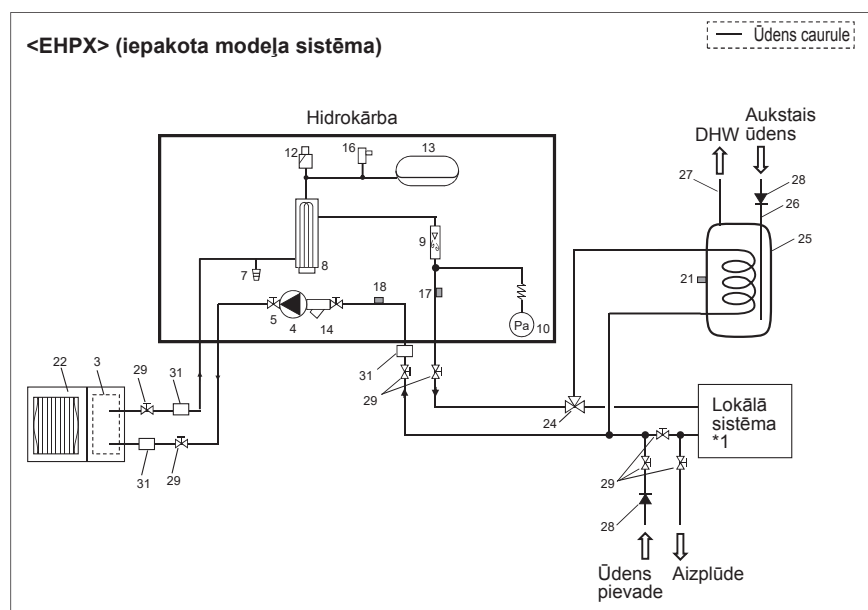 <EHPX> (iepakota modeļa sistēma)
Ūdens caurule
Hidrokārba
DHW
Aukstais
ūdens
12
16
13
27
28
26
9
25
7
8
21
18
17
5
4
14
Pa
10
22
3
29
31
31
29
24
Lokālā
sistēma
*1
31
29
29
28
Ūdens
pievade
Aizplūde